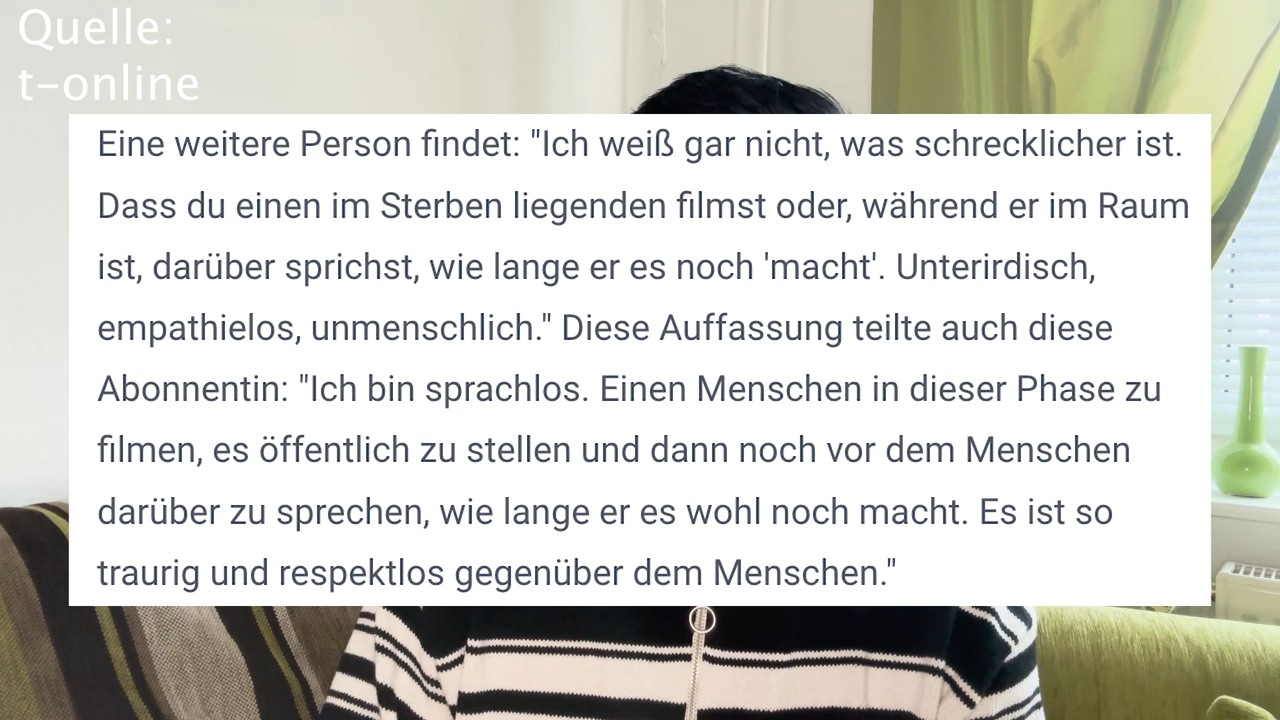 Quelle:
t-online
Eine weitere Person findet: "Ich weiß gar nicht, was schrecklicher ist.
Dass du einen im Sterben liegenden filmst oder, während er im Raum
ist, darüber sprichst, wie lange er es noch 'macht'. Unterirdisch,
empathielos, unmenschlich." Diese Auffassung teilte auch diese
Abonnentin: "Ich bin sprachlos. Einen Menschen in dieser Phase zu
filmen, es öffentlich zu stellen und dann noch vor dem Menschen
darüber zu sprechen, wie lange er es wohl noch macht. Es ist so
traurig und respektlos gegenüber dem Menschen."